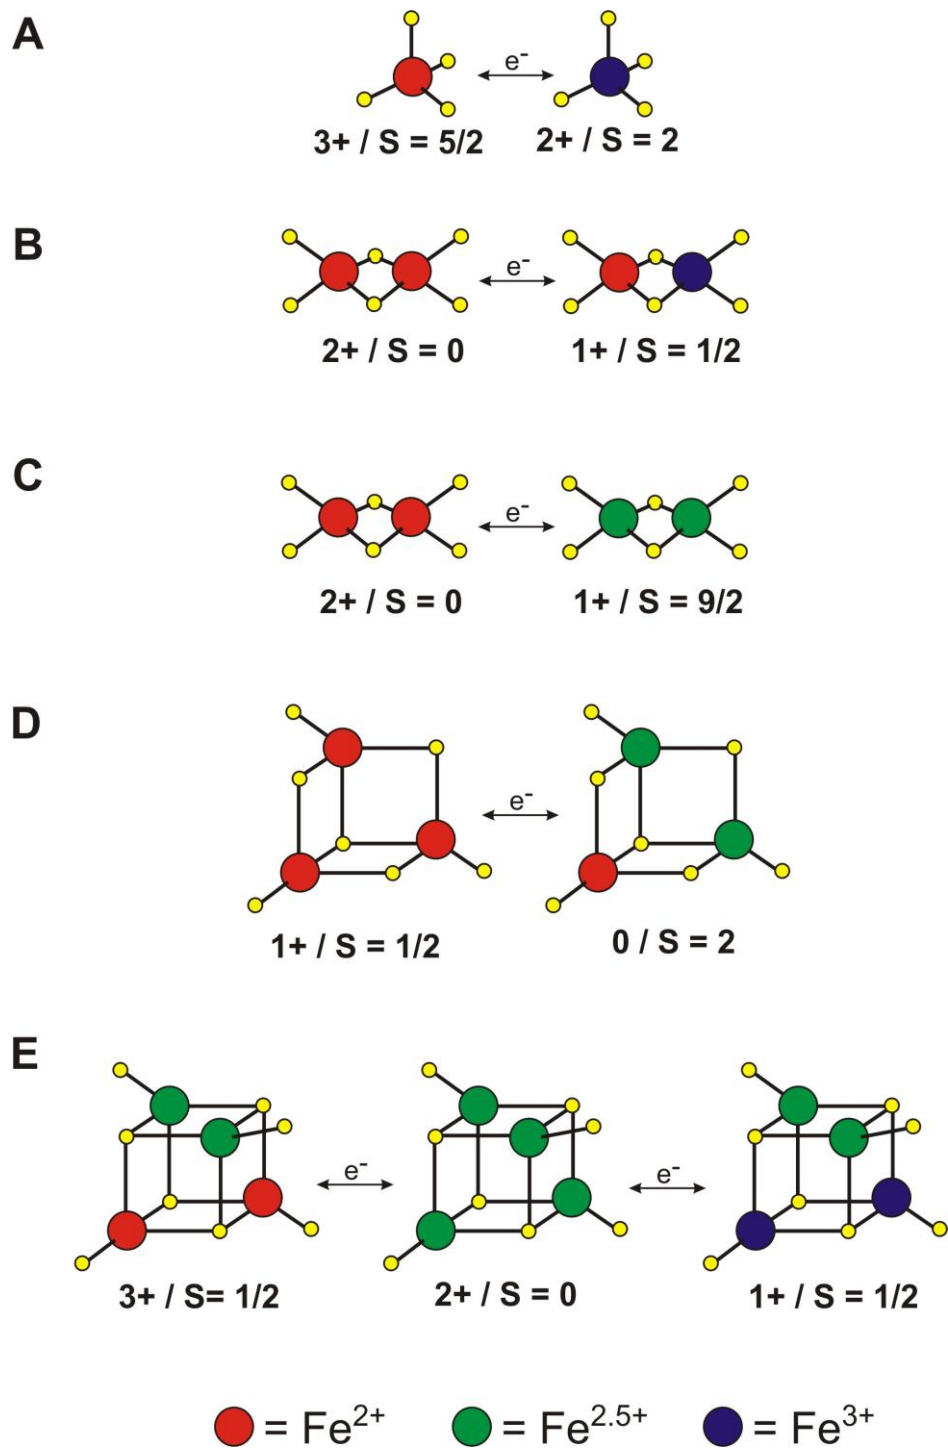 A
e-
3+ / S = 5/2
2+ / S = 2
B
e-
2+ / S = 0
1+ / S = 1/2
C
e-
2+ / S = 0
1+ / S = 9/2
D
e-
1+ / S = 1/2
0 / S = 2
E
e-
e-
3+ / S= 1/2
2+ / S = 0
1+ / S = 1/2
= Fe2+
= Fe2.5+
= Fe3+